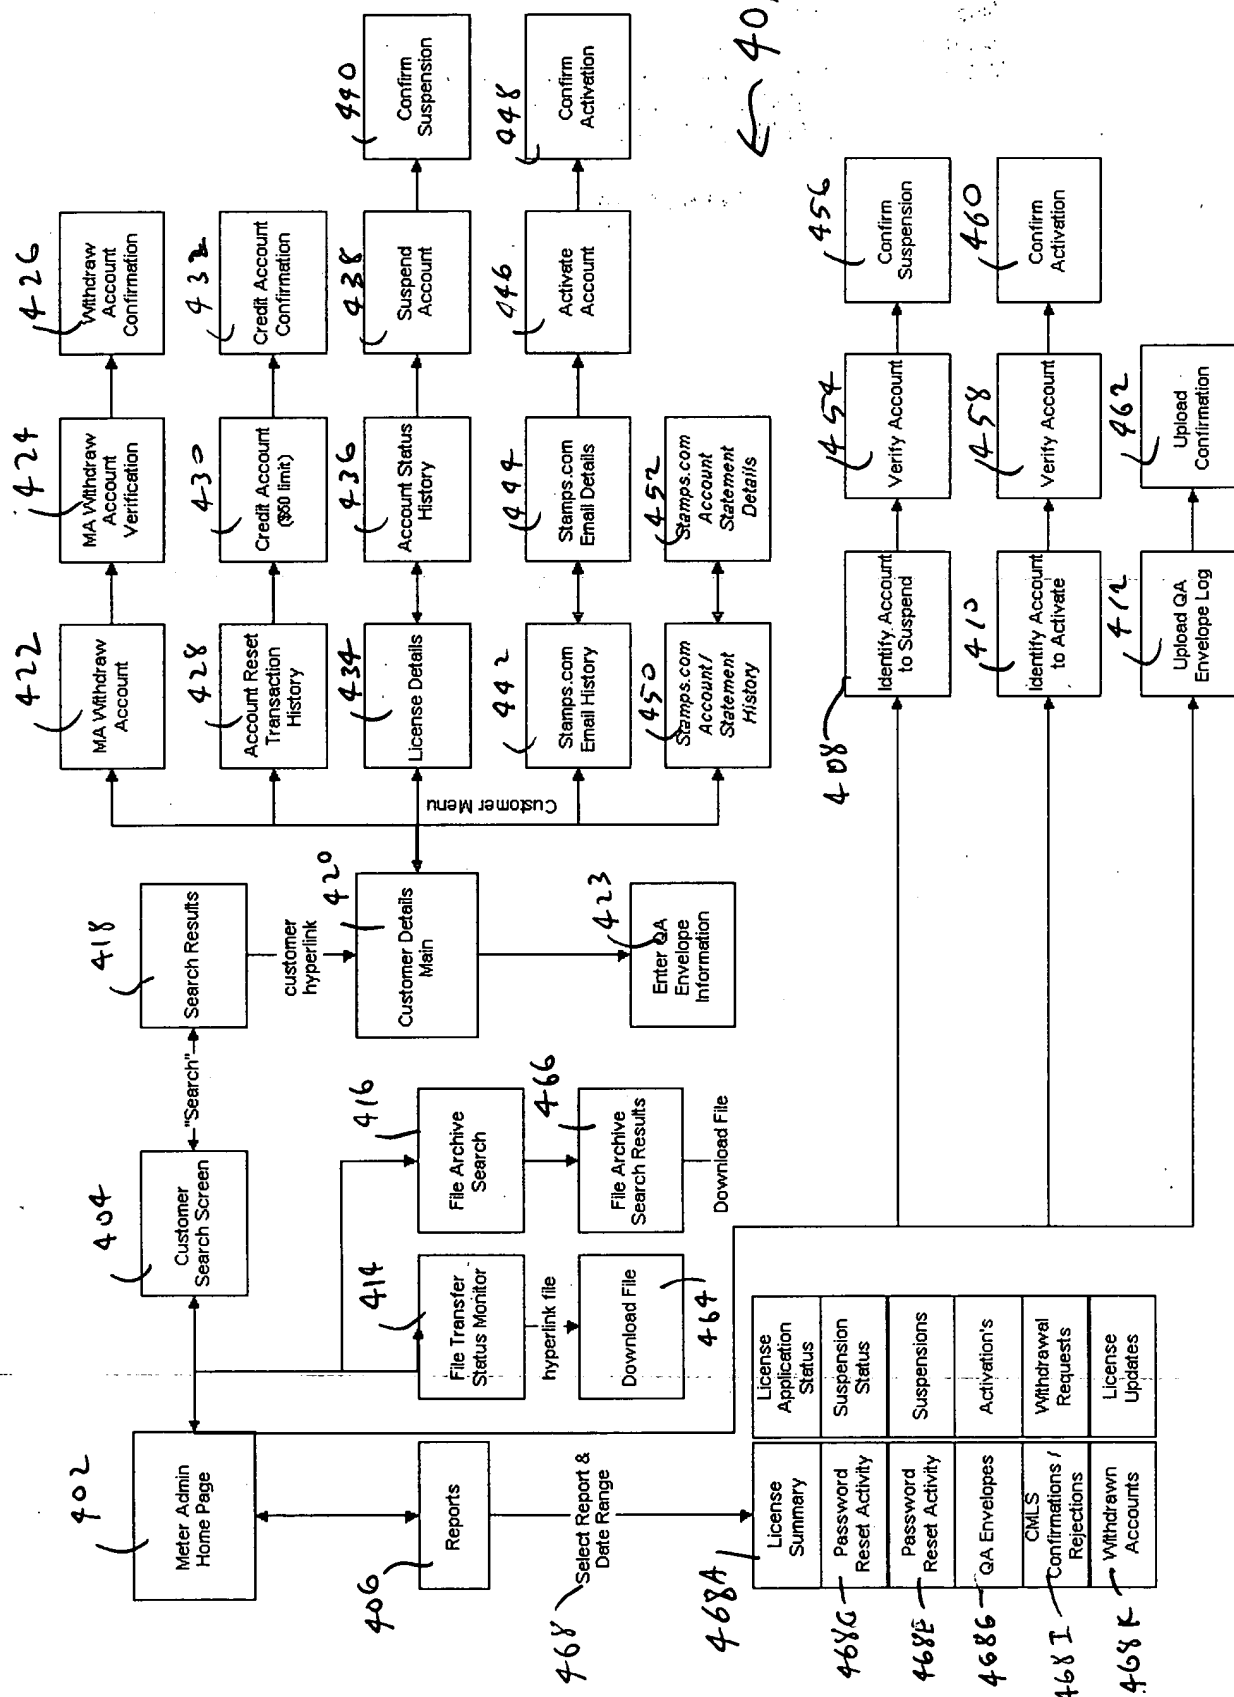 402
Meter Admin
Home Page
404
Customer
Search Screen
"Search"
418
Search Results
customer
hyperlink
420
Customer Details
Main
423
Enter QA
Envelope
Information
Customer Menu
422
MA Withdraw
Account
424
MA Withdraw
Account
Verification
426
Withdraw
Account
Confirmation
428
Account Reset
Transaction
History
430
Credit Account
($50 limit)
432
Credit Account
Confirmation
434
License Details
436
Account Status
History
438
Suspend
Account
440
Confirm
Suspension
442
Stamps.com
Email History
444
Stamps.com
Email Details
446
Activate
Account
448
Confirm
Activation
450
Stamps.com
Account/
Statement
History
452
Stamps.com
Account
Statement
Details
406
Reports
468
Select Report &
Date Range
414
File Transfer
Status Monitor
hyperlink file
Download File
464
416
File Archive
Search
466
File Archive
Search Results
Download File
408
Identify Account
to Suspend
454
Verify Account
456
Confirm
Suspension
410
Identify Account
to Activate
458
Verify Account
460
Confirm
Activation
412
Upload QA
Envelope Log
462
Upload
Confirmation
468A
License
Summary
License
Application
Status
468C
Password
Reset Activity
Suspension
Status
468E
Password
Reset Activity
Suspensions
468G
QA Envelopes
Activation's
468I
CMLS
Confirmations /
Rejections
Withdrawal
Requests
468K
Withdrawn
Accounts
License
Updates